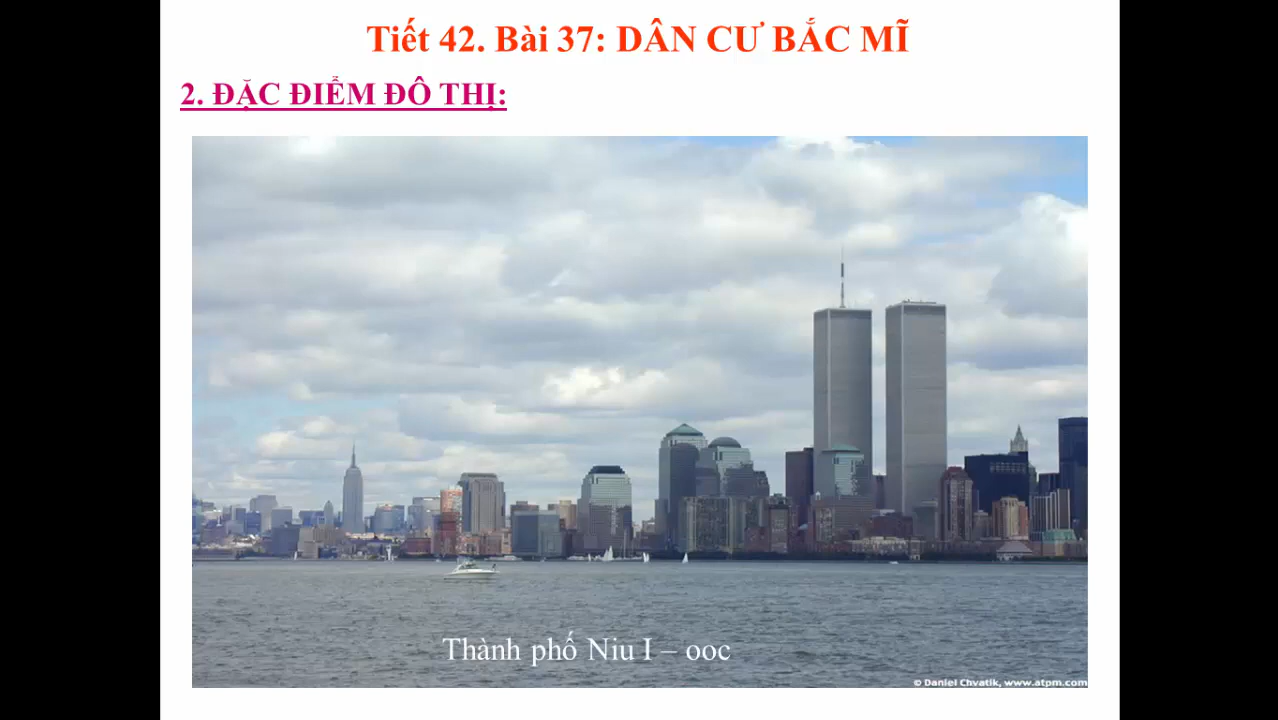 Tiết 42. Bài 37: DÂN CƯ BẮC MĨ
2. ĐẶC ĐIỂM ĐÔ THỊ:
Thành phố Niu I – ooc
© Daniel Chvatik, www.atpm.com